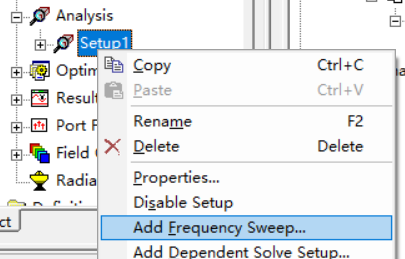 Analysis
Setup1
Copy Ctrl+C
Optim
Paste Ctrl+V
Result
Rename F2
Port F
Delete Delete
Field
Radia
Properties...
Disable Setup
ct
Add Frequency Sweep...
Add Dependent Solve Setup...